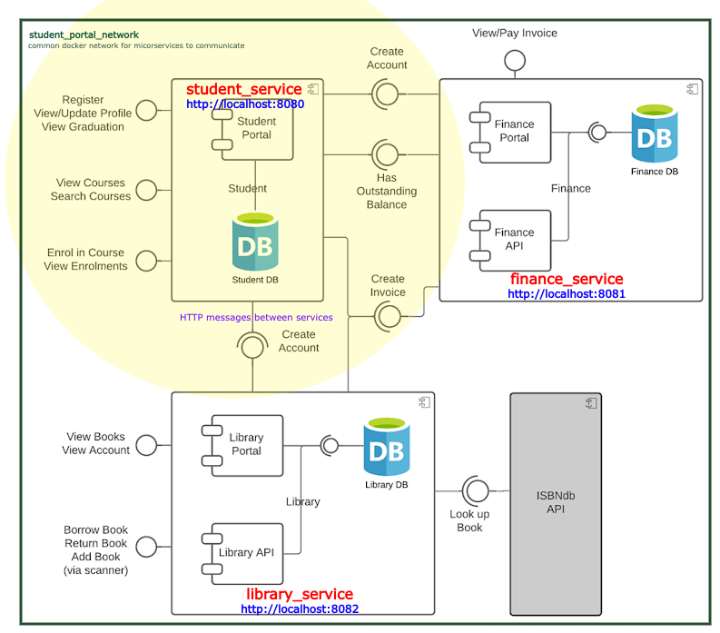 student_portal_network
common docker network for micorservices to communicate
View/Pay Invoice
Create
Account
student_service
http://localhost:8080
Register
View/Update Profile
View Graduation
Student
Portal
Finance
Portal
DB
Finance DB
View Courses
Search Courses
Student
Has
Outstanding
Balance
Finance
Enrol in Course
View Enrolments
DB
Student DB
Finance
API
Create
Invoice
finance_service
http://localhost:8081
HTTP messages between services
Create
Account
View Books
View Account
Library
Portal
DB
Library DB
Library
Look up
Book
ISBNdb
API
Borrow Book
Return Book
Add Book
(via scanner)
Library API
library_service
http://localhost:8082